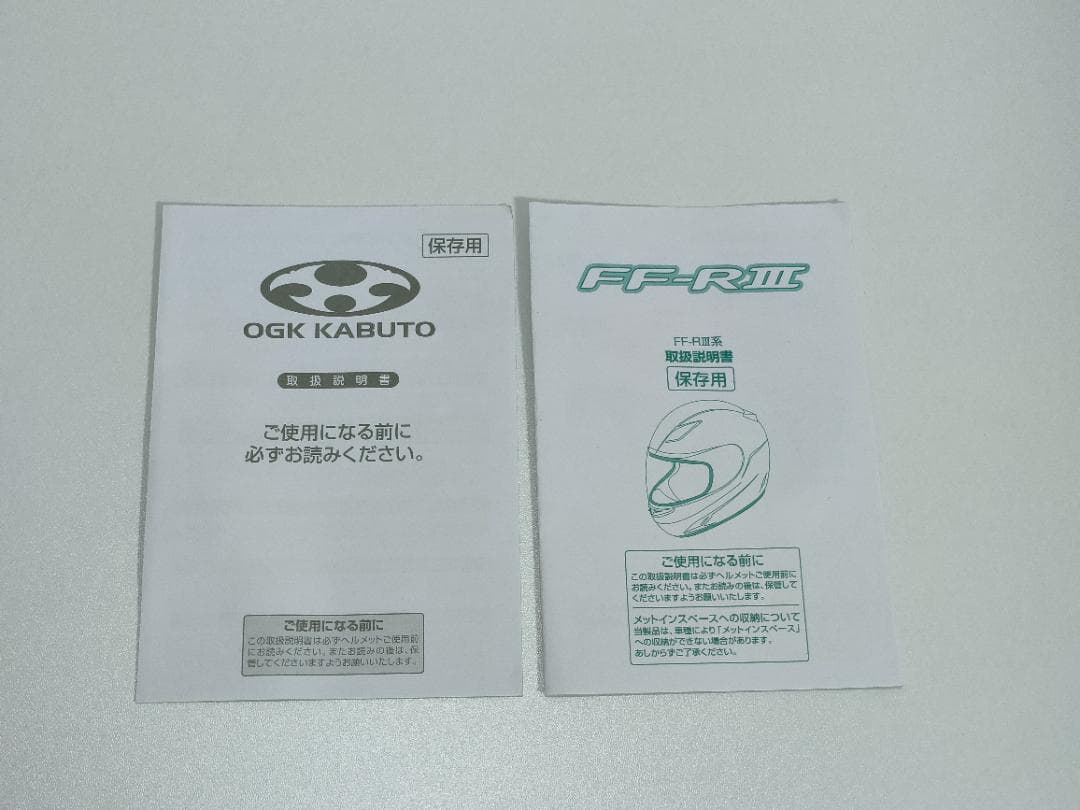 保存用
OGK KABUTO
取扱説明書
ご使用になる前に
必ずお読みください。
ご使用になる前に
この取扱説明書は必ずヘルメットご使用前
にお読みください。またお読みの後は、保
管してくださいますようお願いいたします。
FF-RⅢ
FF-RⅢ系
取扱説明書
保存用
ご使用になる前に
この取扱説明書は必ずヘルメットご使用前に
お読みください。またお読みの後は、保管して
くださいますようお願いいたします。
メットインスペースへの収納について
当製品は、車種により「メットインスペース」
への収納ができない場合があります。
あしからずご了承ください。